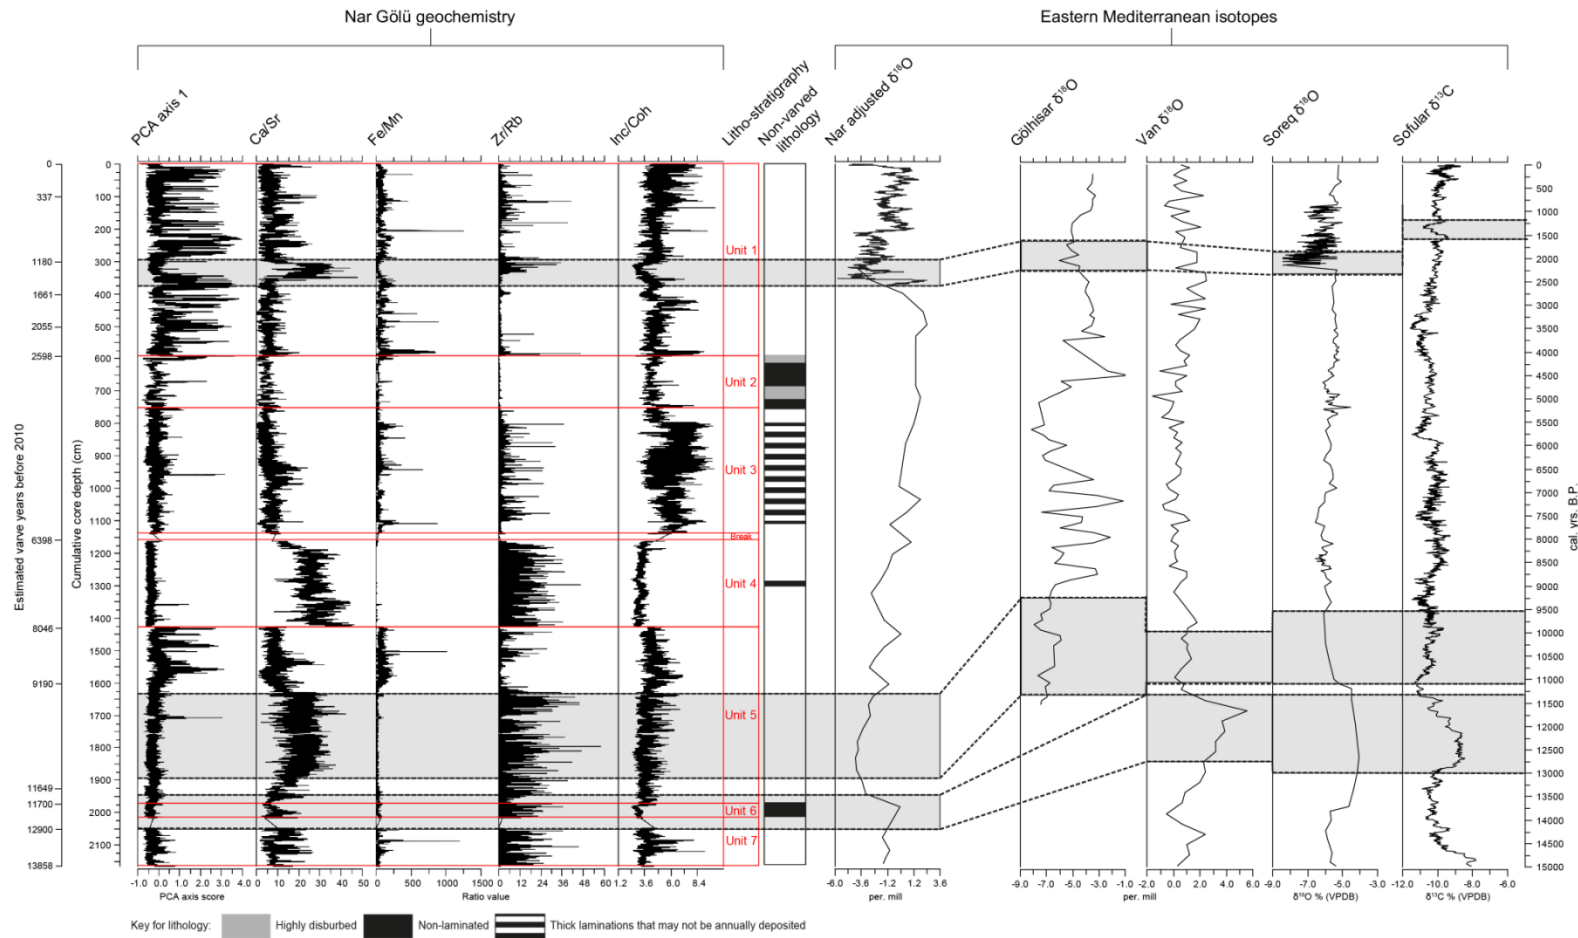 Nar Gölü geochemistry
Eastern Mediterranean isotopes
PCA axis 1
Ca/Sr
Fe/Mn
Zr/Rb
Inc/Coh
Litho-stratigraphy
Non-varved lithology
Nar adjusted δ¹⁸O
Gölhisar δ¹⁸O
Van δ¹⁸O
Soreq δ¹⁸O
Sofular δ¹³C
Estimated varve years before 2010
0
337
1180
1661
2055
2598
6398
8046
9190
11649
11700
12900
13858
Cumulative core depth (cm)
0
100
200
300
400
500
600
700
800
900
1000
1100
1200
1300
1400
1500
1600
1700
1800
1900
2000
2100
Unit 1
Unit 2
Unit 3
Break
Unit 4
Unit 5
Unit 6
Unit 7
cal. yrs. B.P.
0
500
1000
1500
2000
2500
3000
3500
4000
4500
5000
5500
6000
6500
7000
7500
8000
8500
9000
9500
10000
10500
11000
11500
12000
12500
13000
13500
14000
14500
15000
-1.0 0.0 1.0 2.0 3.0 4.0
0 10 20 30 40 50
0 500 1000 1500
0 12 24 36 48 60
1.2 3.6 6.0 8.4
-6.0 -3.6 -1.2 1.2 3.6
-9.0 -7.0 -5.0 -3.0 -1.0
-2.0 0.0 2.0 4.0 6.0
-9.0 -7.0 -5.0 -3.0
-12.0 -10.0 -8.0 -6.0
PCA axis score
Ratio value
per. mill
per. mill
δ¹⁸O % (VPDB)
δ¹³C % (VPDB)
Key for lithology:
Highly disburbed
Non-laminated
Thick laminations that may not be annually deposited